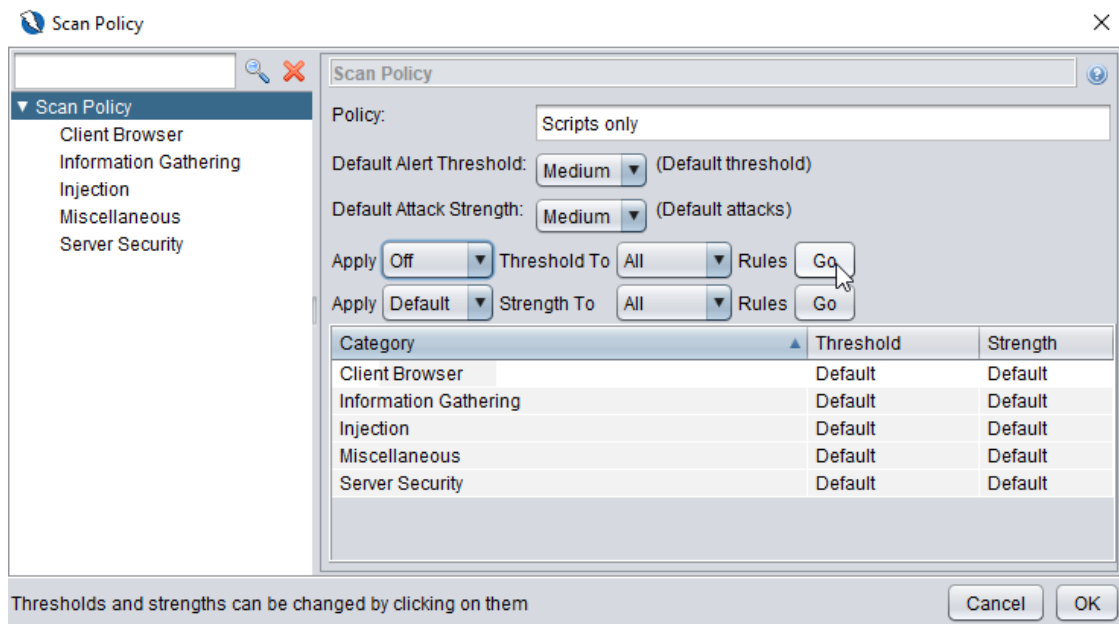 Scan Policy
Scan Policy
Client Browser
Information Gathering
Injection
Miscellaneous
Server Security
Scan Policy
Policy: Scripts only
Default Alert Threshold: Medium (Default threshold)
Default Attack Strength: Medium (Default attacks)
Apply Off Threshold To All Rules Go
Apply Default Strength To All Rules Go
Category Threshold Strength
Client Browser Default Default
Information Gathering Default Default
Injection Default Default
Miscellaneous Default Default
Server Security Default Default
Thresholds and strengths can be changed by clicking on them Cancel OK